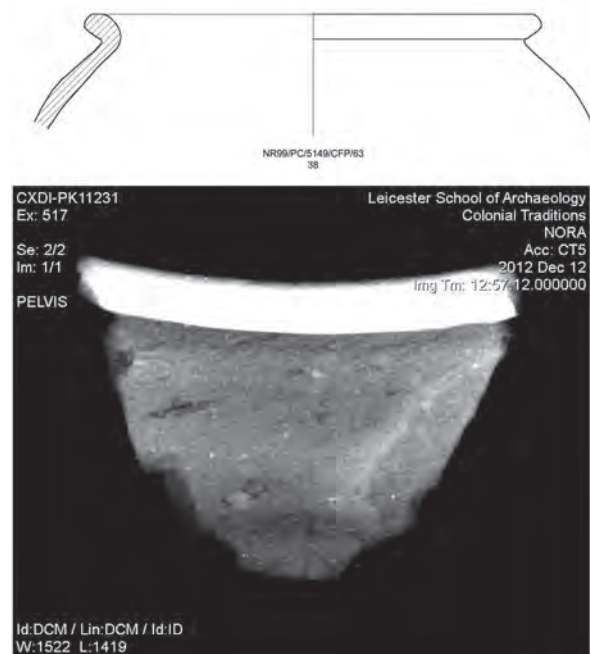 NR99/PC/5149/CFP/63
38
CXDI-PK11231
Ex: 517
Se: 2/2
Im: 1/1
PELVIS
Leicester School of Archaeology
Colonial Traditions
NORA
Acc: CT5
2012 Dec 12
Img Tm: 12:57:12.000000
Id:DCM / Lin:DCM / Id:ID
W:1522 L:1419